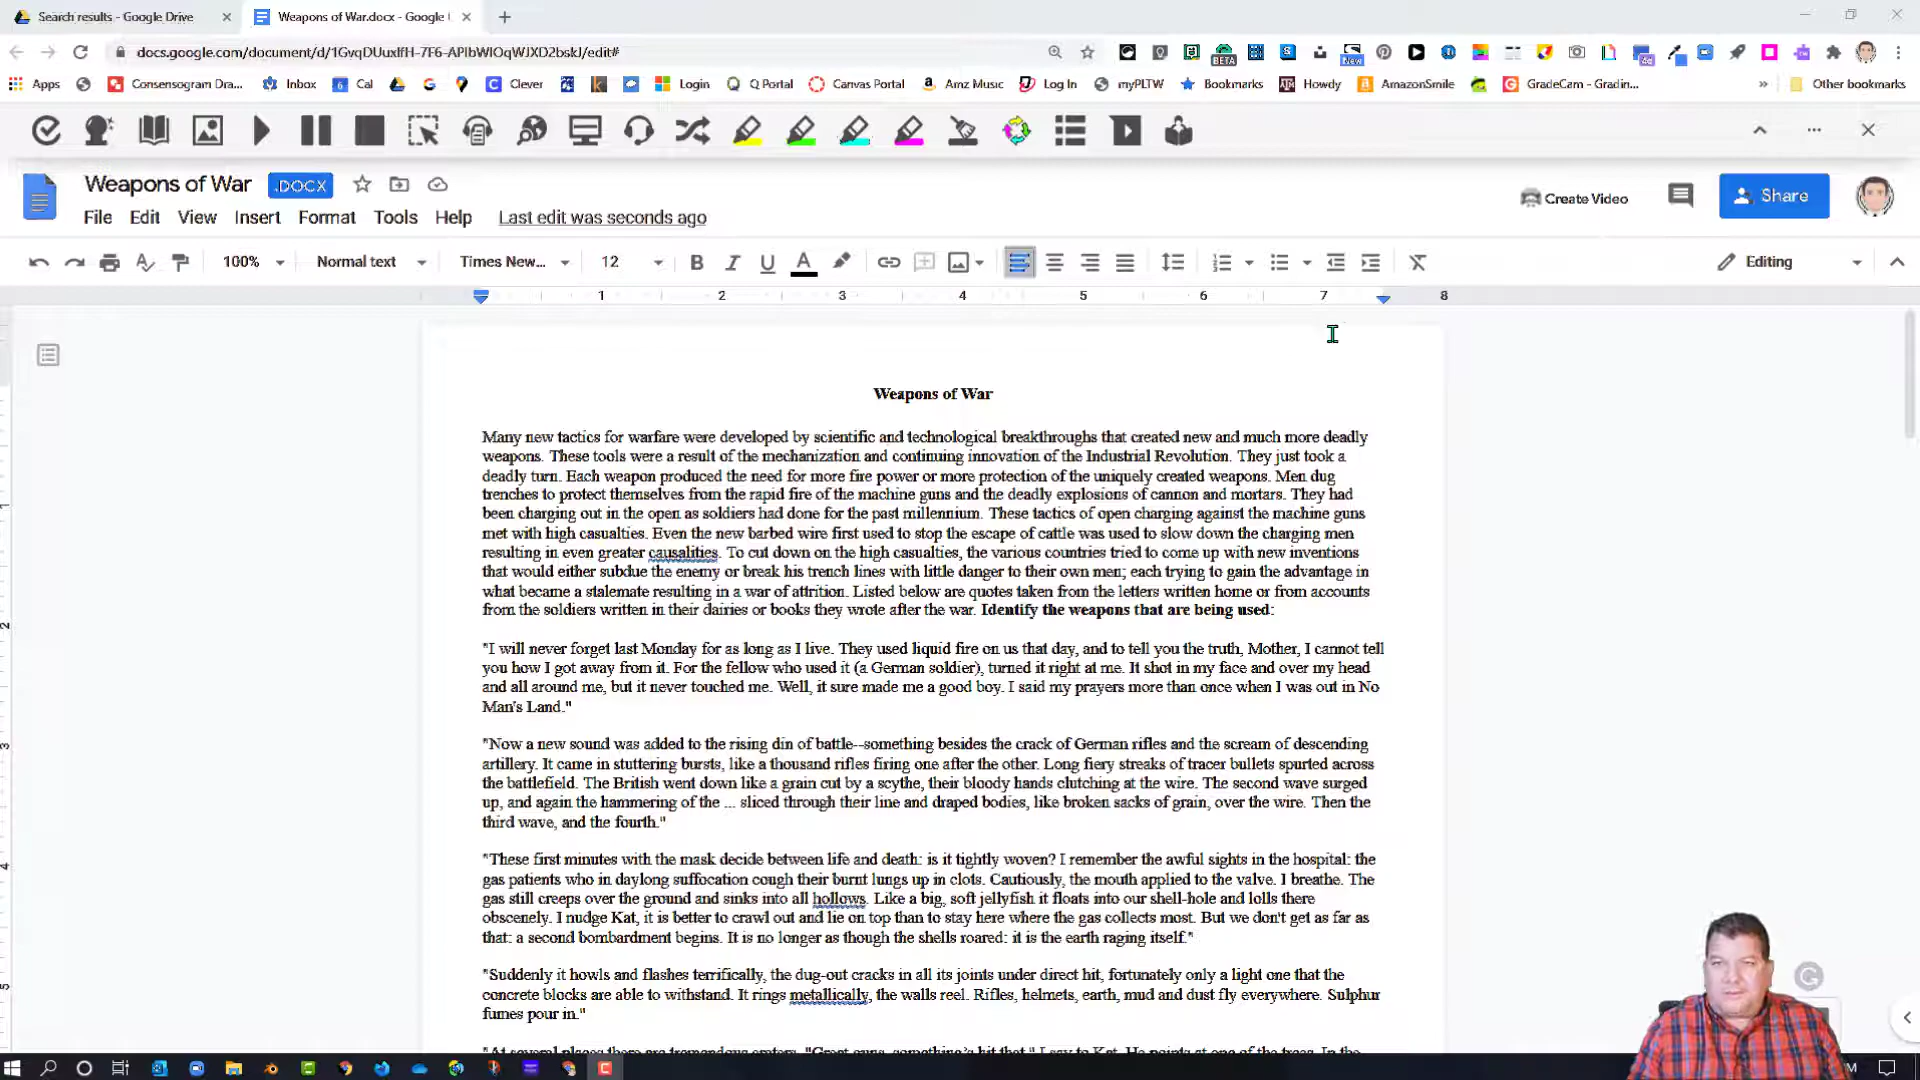 Search results - Google Drive
Weapons of War.docx - Google
docs.google.com/document/d/1GvqDUuxlfH-7F6-APlbWlOqWJXD2bskJ/edit#
BETA
New
Apps
Consensogram Dra...
Inbox
Cal
Clever
Login
Q Portal
Canvas Portal
Amz Music
Log In
myPLTW
Bookmarks
Howdy
AmazonSmile
GradeCam - Gradin...
Other bookmarks
Weapons of War
.DOCX
Create Video
Share
File Edit View Insert Format Tools Help Last edit was seconds ago
100% Normal text Times New... 12 B I U A Editing
1 2 3 4 5 6 7 8
Weapons of War
Many new tactics for warfare were developed by scientific and technological breakthroughs that created new and much more deadly
weapons. These tools were a result of the mechanization and continuing innovation of the Industrial Revolution. They just took a
deadly turn. Each weapon produced the need for more fire power or more protection of the uniquely created weapons. Men dug
trenches to protect themselves from the rapid fire of the machine guns and the deadly explosions of cannon and mortars. They had
been charging out in the open as soldiers had done for the past millennium. These tactics of open charging against the machine guns
met with high casualties. Even the new barbed wire first used to stop the escape of cattle was used to slow down the charging men
resulting in even greater causalities. To cut down on the high casualties, the various countries tried to come up with new inventions
that would either subdue the enemy or break his trench lines with little danger to their own men; each trying to gain the advantage in
what became a stalemate resulting in a war of attrition. Listed below are quotes taken from the letters written home or from accounts
from the soldiers written in their dairies or books they wrote after the war. Identify the weapons that are being used:
"I will never forget last Monday for as long as I live. They used liquid fire on us that day, and to tell you the truth, Mother, I cannot tell
you how I got away from it. For the fellow who used it (a German soldier), turned it right at me. It shot in my face and over my head
and all around me, but it never touched me. Well, it sure made me a good boy. I said my prayers more than once when I was out in No
Man's Land."
"Now a new sound was added to the rising din of battle--something besides the crack of German rifles and the scream of descending
artillery. It came in stuttering bursts, like a thousand rifles firing one after the other. Long fiery streaks of tracer bullets spurted across
the battlefield. The British went down like a grain cut by a scythe, their bloody hands clutching at the wire. The second wave surged
up, and again the hammering of the ... sliced through their line and draped bodies, like broken sacks of grain, over the wire. Then the
third wave, and the fourth."
"These first minutes with the mask decide between life and death: is it tightly woven? I remember the awful sights in the hospital: the
gas patients who in daylong suffocation cough their burnt lungs up in clots. Cautiously, the mouth applied to the valve. I breathe. The
gas still creeps over the ground and sinks into all hollows. Like a big, soft jellyfish it floats into our shell-hole and lolls there
obscenely. I nudge Kat, it is better to crawl out and lie on top than to stay here where the gas collects most. But we don't get as far as
that: a second bombardment begins. It is no longer as though the shells roared: it is the earth raging itself."
"Suddenly it howls and flashes terrifically, the dug-out cracks in all its joints under direct hit, fortunately only a light one that the
concrete blocks are able to withstand. It rings metallically, the walls reel. Rifles, helmets, earth, mud and dust fly everywhere. Sulphur
fumes pour in."
"At several places there are tremendous craters. "Great guns, something's hit that," I say to Kat. He points at one of the trees. In the